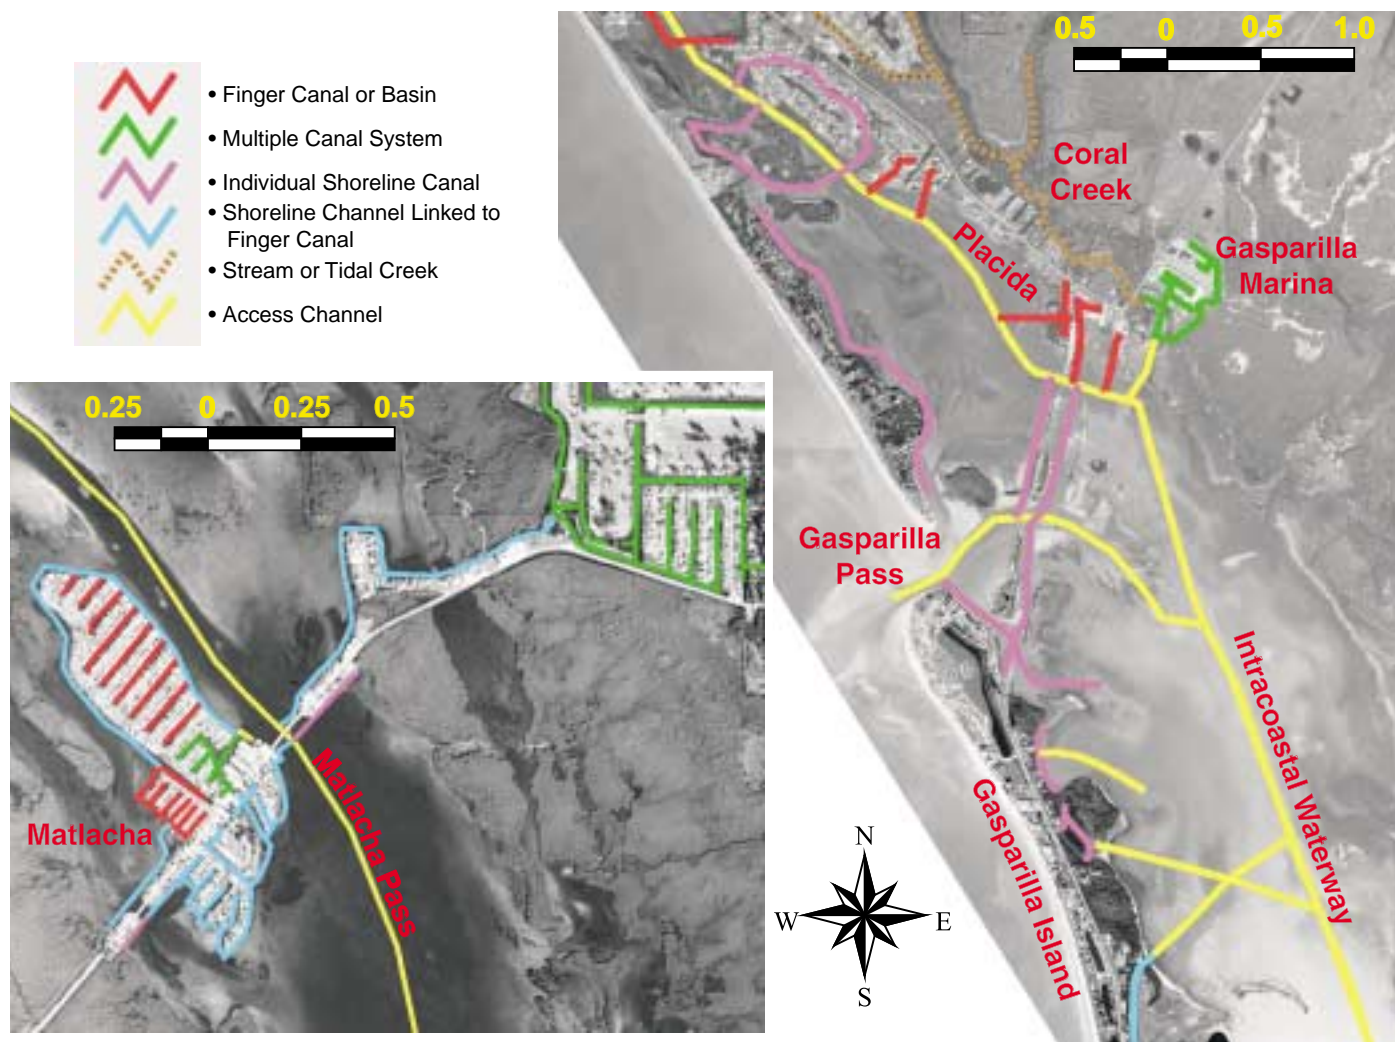 • Finger Canal or Basin
• Multiple Canal System
• Individual Shoreline Canal
• Shoreline Channel Linked to
Finger Canal
• Stream or Tidal Creek
• Access Channel
0.5 0 0.5 1.0
Coral
Creek
Gasparilla
Marina
Placida
Gasparilla
Pass
Intracoastal Waterway
Gasparilla Island
0.25 0 0.25 0.5
Matlacha
Matlacha Pass
N
W E
S